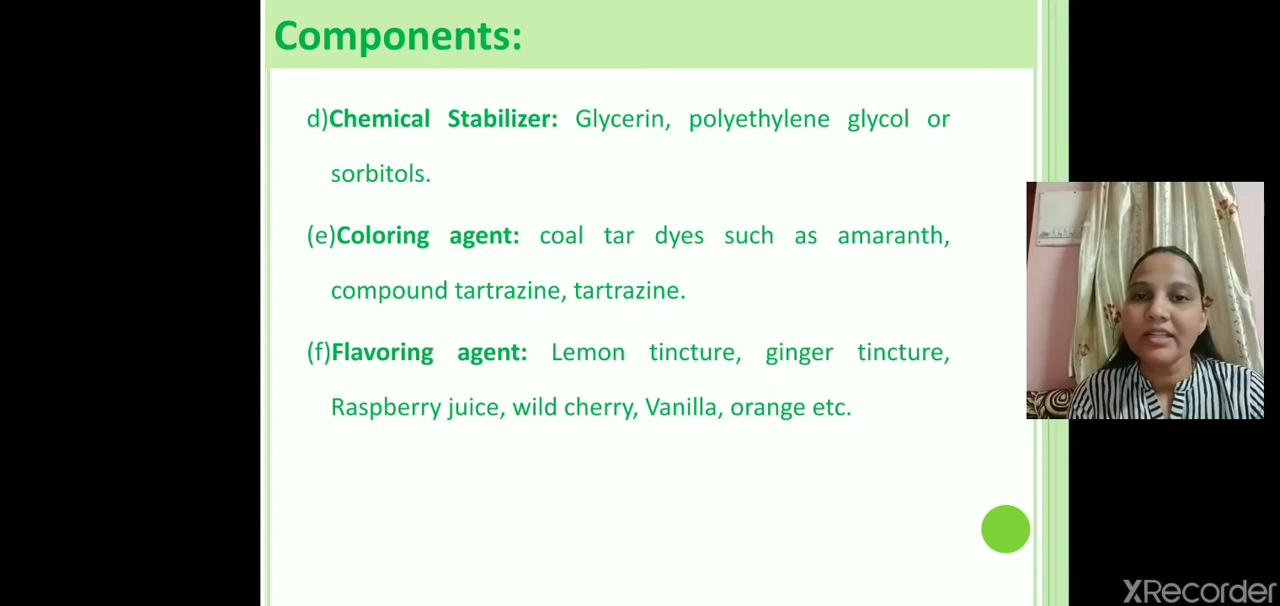 Components:
d)Chemical Stabilizer: Glycerin, polyethylene glycol or
sorbitols.
(e)Coloring agent: coal tar dyes such as amaranth,
compound tartrazine, tartrazine.
(f)Flavoring agent: Lemon tincture, ginger tincture,
Raspberry juice, wild cherry, Vanilla, orange etc.
XRecorder